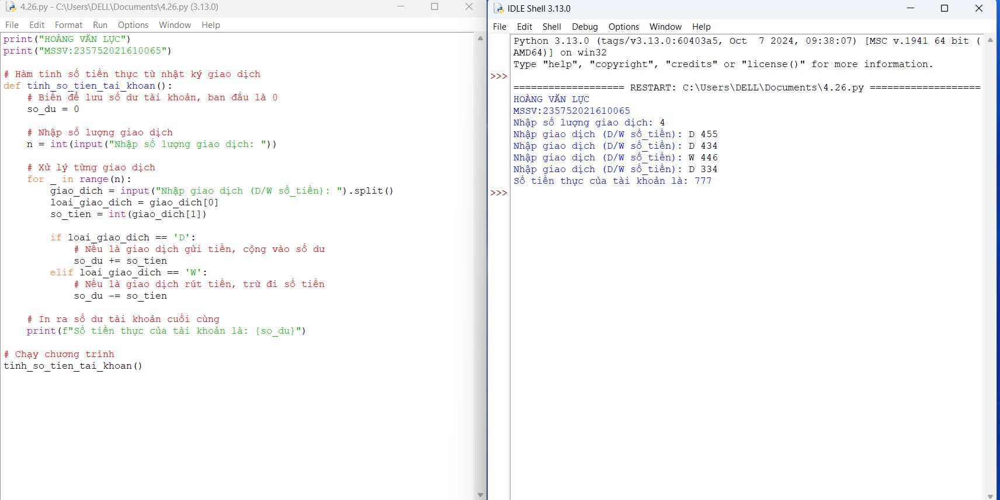 4.26.py - C:\Users\DELL\Documents\4.26.py (3.13.0)
File Edit Format Run Options Window Help
print("HOÀNG VĂN LỰC")
print("MSSV:235752021610065")
# Hàm tính số tiền thực từ nhật ký giao dịch
def tinh_so_tien_tai_khoan():
    # Biến để lưu số dư tài khoản, ban đầu là 0
    so_du = 0
    # Nhập số lượng giao dịch
    n = int(input("Nhập số lượng giao dịch: "))
    # Xử lý từng giao dịch
    for _ in range(n):
        giao_dich = input("Nhập giao dịch (D/W số_tiền): ").split()
        loai_giao_dich = giao_dich[0]
        so_tien = int(giao_dich[1])
        if loai_giao_dich == 'D':
            # Nếu là giao dịch gửi tiền, cộng vào số dư
            so_du += so_tien
        elif loai_giao_dich == 'W':
            # Nếu là giao dịch rút tiền, trừ đi số tiền
            so_du -= so_tien
    # In ra số dư tài khoản cuối cùng
    print(f"Số tiền thực của tài khoản là: {so_du}")
# Chạy chương trình
tinh_so_tien_tai_khoan()
IDLE Shell 3.13.0
File Edit Shell Debug Options Window Help
Python 3.13.0 (tags/v3.13.0:60403a5, Oct  7 2024, 09:38:07) [MSC v.1941 64 bit (
AMD64)] on win32
Type "help", "copyright", "credits" or "license()" for more information.
>>>
=================== RESTART: C:\Users\DELL\Documents\4.26.py ===================
HOÀNG VĂN LỰC
MSSV:235752021610065
Nhập số lượng giao dịch: 4
Nhập giao dịch (D/W số_tiền): D 455
Nhập giao dịch (D/W số_tiền): D 434
Nhập giao dịch (D/W số_tiền): W 446
Nhập giao dịch (D/W số_tiền): D 334
Số tiền thực của tài khoản là: 777
>>>